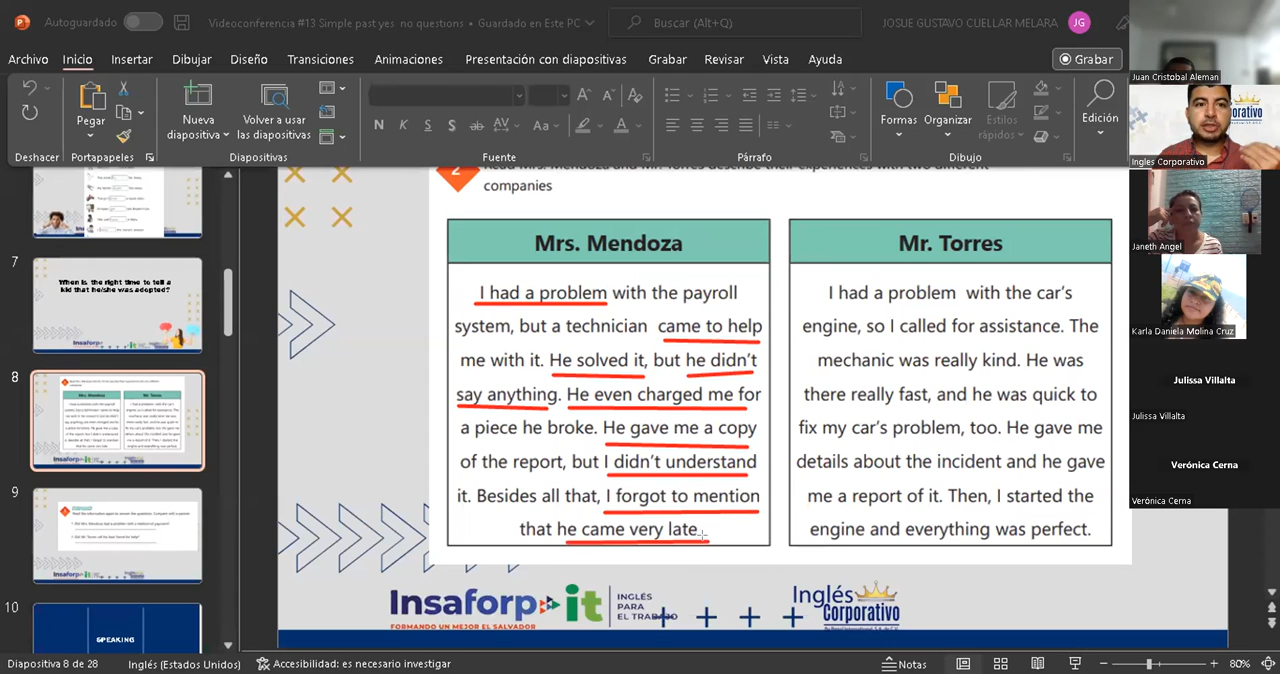 Autoguardado
Videoconferencia #13 Simple past yes no questions • Guardado en Este PC
Buscar (Alt+Q)
JOSUE GUSTAVO CUELLAR MELARA
JG
Archivo Inicio Insertar Dibujar Diseño Transiciones Animaciones Presentación con diapositivas Grabar Revisar Vista Ayuda
Grabar
Pegar
Nueva diapositiva
Volver a usar las diapositivas
N K S S ab AV Aa A
Formas Organizar Estilos rápidos Edición
Deshacer Portapapeles Diapositivas Fuente Párrafo Dibujo
7
When is the right time to tell a
kid that he/she was adopted?
8
9
10
SPEAKING
2
companies
Mrs. Mendoza
I had a problem with the payroll
system, but a technician came to help
me with it. He solved it, but he didn't
say anything. He even charged me for
a piece he broke. He gave me a copy
of the report, but I didn't understand
it. Besides all that, I forgot to mention
that he came very late.
Mr. Torres
I had a problem with the car's
engine, so I called for assistance. The
mechanic was really kind. He was
there really fast, and he was quick to
fix my car's problem, too. He gave me
details about the incident and he gave
me a report of it. Then, I started the
engine and everything was perfect.
Insaforp it
FORMANDO UN MEJOR EL SALVADOR
INGLÉS
PARA
EL TRABAJO
Inglés
Corporativo
Juan Cristobal Aleman
Ingles Corporativo
Janeth Angel
Karla Daniela Molina Cruz
Julissa Villalta
Julissa Villalta
Verónica Cerna
Verónica Cerna
Diapositiva 8 de 28
Inglés (Estados Unidos)
Accesibilidad: es necesario investigar
Notas
80%